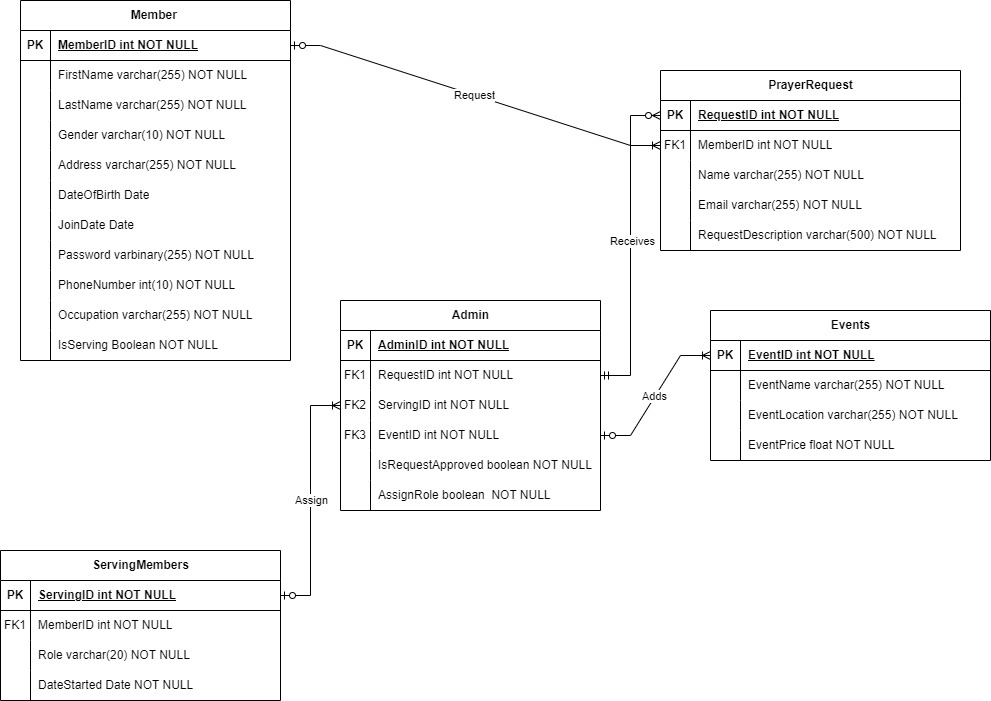 Member
PK MemberID int NOT NULL
FirstName varchar(255) NOT NULL
LastName varchar(255) NOT NULL
Gender varchar(10) NOT NULL
Address varchar(255) NOT NULL
DateOfBirth Date
JoinDate Date
Password varbinary(255) NOT NULL
PhoneNumber int(10) NOT NULL
Occupation varchar(255) NOT NULL
IsServing Boolean NOT NULL
Request
PrayerRequest
PK RequestID int NOT NULL
FK1 MemberID int NOT NULL
Name varchar(255) NOT NULL
Email varchar(255) NOT NULL
RequestDescription varchar(500) NOT NULL
Receives
Admin
PK AdminID int NOT NULL
FK1 RequestID int NOT NULL
FK2 ServingID int NOT NULL
FK3 EventID int NOT NULL
IsRequestApproved boolean NOT NULL
AssignRole boolean NOT NULL
Adds
Events
PK EventID int NOT NULL
EventName varchar(255) NOT NULL
EventLocation varchar(255) NOT NULL
EventPrice float NOT NULL
Assign
ServingMembers
PK ServingID int NOT NULL
FK1 MemberID int NOT NULL
Role varchar(20) NOT NULL
DateStarted Date NOT NULL